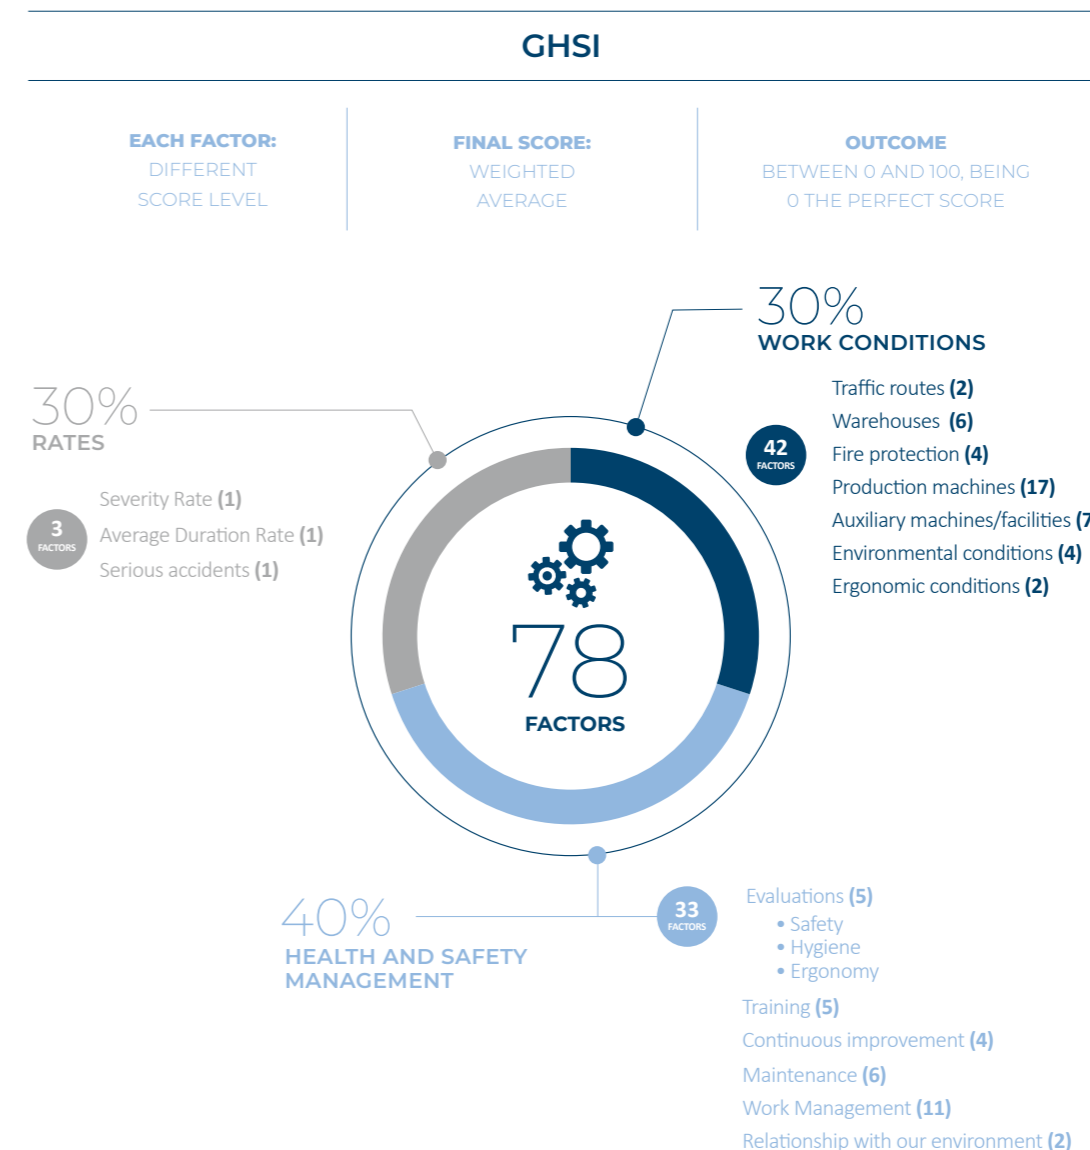 GHSI
EACH FACTOR:
DIFFERENT
SCORE LEVEL
FINAL SCORE:
WEIGHTED
AVERAGE
OUTCOME
BETWEEN 0 AND 100, BEING
0 THE PERFECT SCORE
30%
WORK CONDITIONS
42
FACTORS
Traffic routes (2)
Warehouses (6)
Fire protection (4)
Production machines (17)
Auxiliary machines/facilities (7
Environmental conditions (4)
Ergonomic conditions (2)
30%
RATES
3
FACTORS
Severity Rate (1)
Average Duration Rate (1)
Serious accidents (1)
78
FACTORS
40%
HEALTH AND SAFETY
MANAGEMENT
33
FACTORS
Evaluations (5)
• Safety
• Hygiene
• Ergonomy
Training (5)
Continuous improvement (4)
Maintenance (6)
Work Management (11)
Relationship with our environment (2)